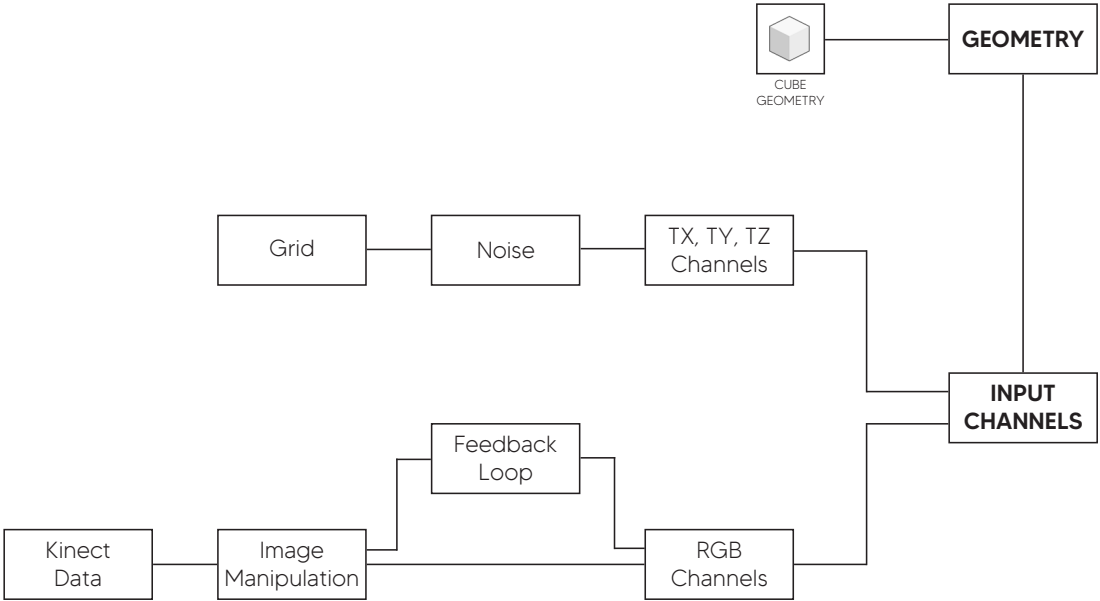 GEOMETRY
CUBE
GEOMETRY
Grid
Noise
TX, TY, TZ
Channels
INPUT
CHANNELS
Feedback
Loop
Kinect
Data
Image
Manipulation
RGB
Channels